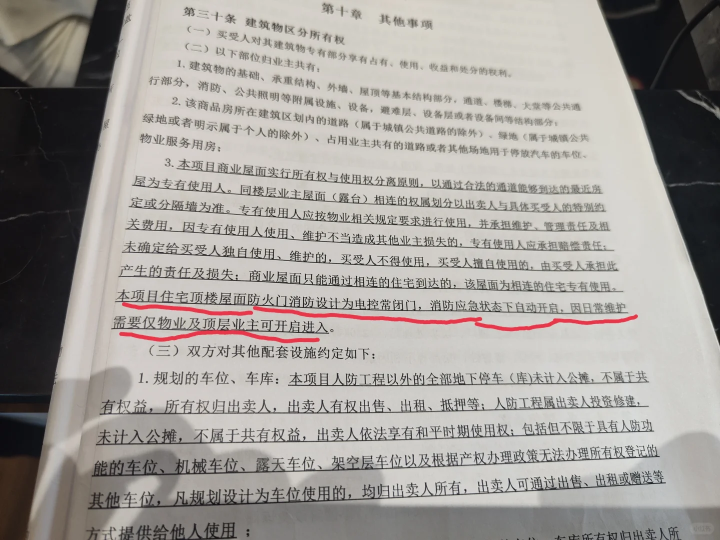 第十章 其他事项
第三十条 建筑物区分所有权
（一）买受人对其建筑物专有部分享有占有、使用、收益和处分的权利。
（二）以下部位归业主共有：
1.建筑物的基础、承重结构、外墙、屋顶等基本结构部分，通道、楼梯、大堂等公共通
行部分，消防、公共照明等附属设施、设备，避难层、设备层或者设备间等结构部分；
2.该商品房所在建筑区划内的道路（属于城镇公共道路的除外）、绿地（属于城镇公共
绿地或者明示属于个人的除外）、占用业主共有的道路或者其他场地用于停放汽车的车位、
物业服务用房；
3.本项目商业屋面实行所有权与使用权分离原则，以通过合法的通道能够到达的最近房
屋为专有使用人。同楼层业主屋面（露台）相连的权属划分以出卖人与具体买受人的特别约
定或分隔墙为准。专有使用人应按物业相关规定要求进行使用，并承担维护、管理责任及相
关费用，因专有使用人使用、维护不当造成其他业主损失的，专有使用人应承担赔偿责任；
未确定给买受人独自使用、维护的，买受人不得使用，买受人擅自使用的，由买受人承担此
产生的责任及损失；商业屋面只能通过相连的住宅到达的，该屋面为相连的住宅专有使用。
本项目住宅顶楼屋面防火门消防设计为电控常闭门，消防应急状态下自动开启，因日常维护
需要仅物业及顶层业主可开启进入。
（三）双方对其他配套设施约定如下：
1.规划的车位、车库：本项目人防工程以外的全部地下停车（库)未计入公摊，不属于共
有权益，所有权归出卖人，出卖人有权出售、出租、抵押等；人防工程属出卖人投资修建，
未计入公摊，不属于共有权益，出卖人依法享有和平时期使用权；包括但不限于具有人防功
能的车位、机械车位、露天车位、架空层车位以及根据产权办理政策无法办理所有权登记的
其他车位，凡规划设计为车位使用的，均归出卖人所有，出卖人可通过出售、出租或赠送等
方式提供给他人使用；
车库所有权归出卖人所